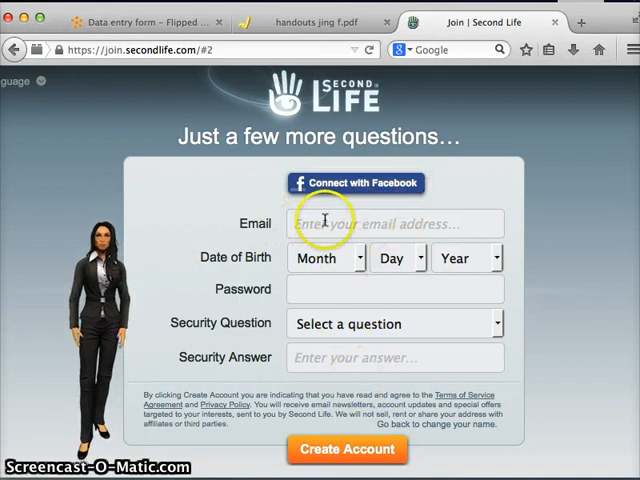 Data entry form – Flipped ...
handouts jing f.pdf
Join | Second Life
https://join.secondlife.com/#2
Google
guage
SECOND LIFE
Just a few more questions...
f Connect with Facebook
Email
Enter your email address...
Date of Birth
Month
Day
Year
Password
Security Question
Select a question
Security Answer
Enter your answer...
By clicking Create Account you are indicating that you have read and agree to the Terms of Service
Agreement and Privacy Policy. You will receive email newsletters, account updates and special offers
targeted to your interests, sent to you by Second Life. We will not sell, rent or share your address with
affiliates or third parties.
Go back to change your name.
Create Account
Screencast-O-Matic.com